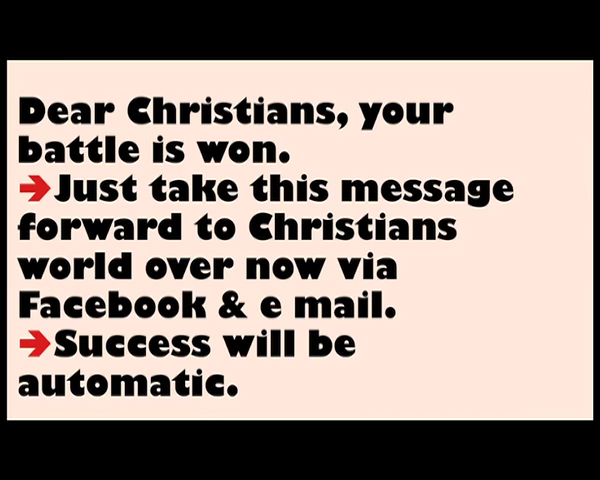 Dear Christians, your
battle is won.
➔Just take this message
forward to Christians
world over now via
Facebook & e mail.
➔Success will be
automatic.